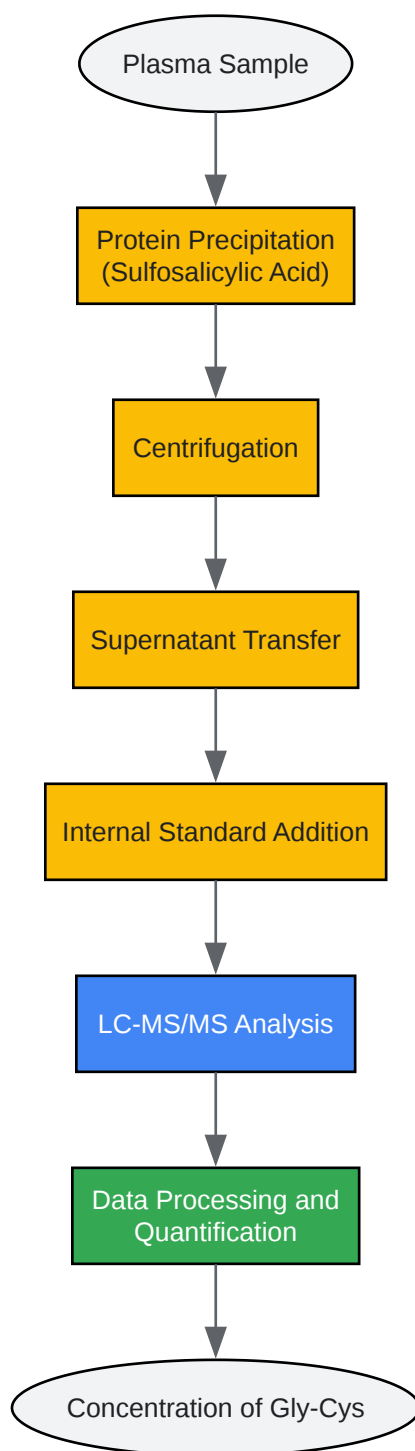 Plasma Sample
Protein Precipitation
(Sulfosalicylic Acid)
Centrifugation
Supernatant Transfer
Internal Standard Addition
LC-MS/MS Analysis
Data Processing and
Quantification
Concentration of Gly-Cys